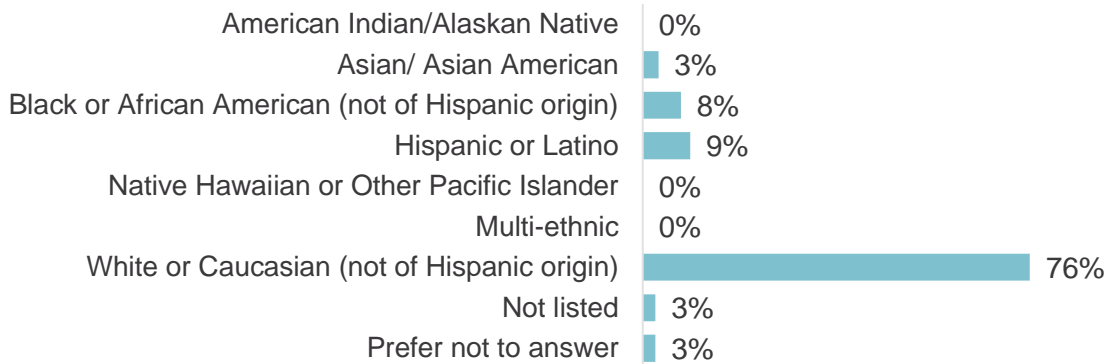 American Indian/Alaskan Native 0%
Asian/ Asian American 3%
Black or African American (not of Hispanic origin) 8%
Hispanic or Latino 9%
Native Hawaiian or Other Pacific Islander 0%
Multi-ethnic 0%
White or Caucasian (not of Hispanic origin) 76%
Not listed 3%
Prefer not to answer 3%